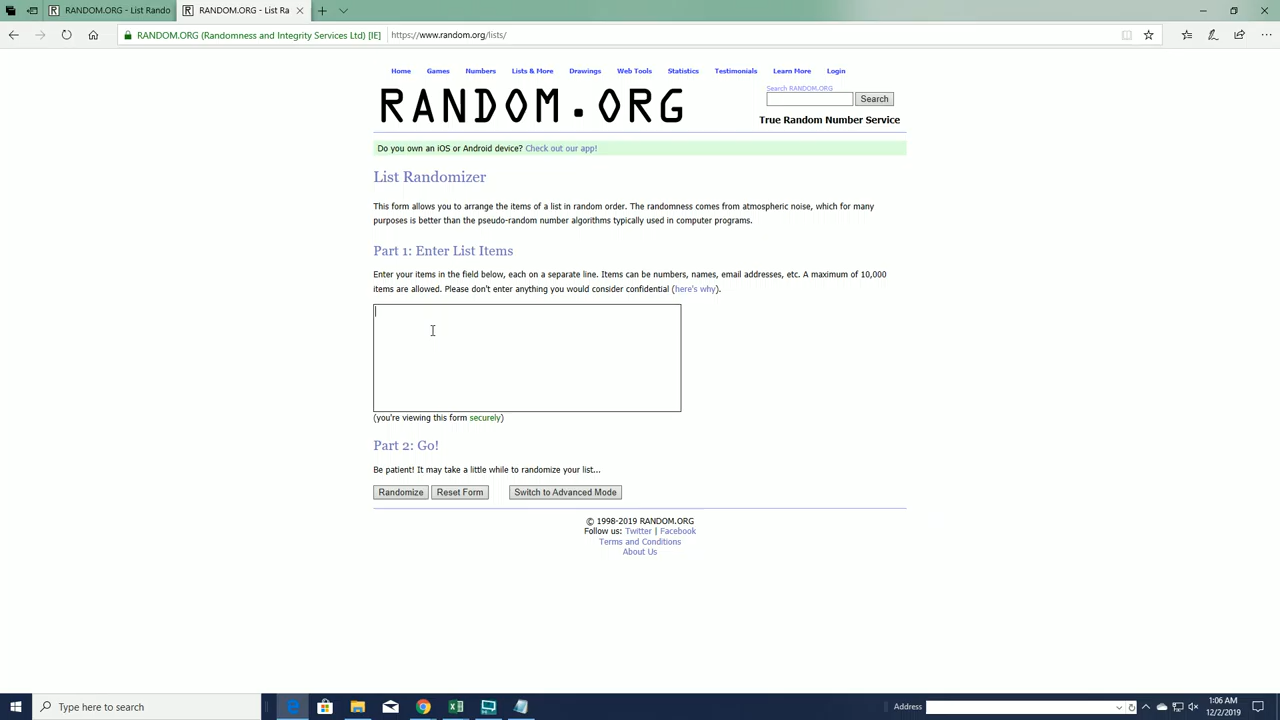 RANDOM.ORG - List Rando
RANDOM.ORG - List Ra
RANDOM.ORG (Randomness and Integrity Services Ltd) [IE]
https://www.random.org/lists/
Home Games Numbers Lists & More Drawings Web Tools Statistics Testimonials Learn More Login
Search RANDOM.ORG
RANDOM.ORG
Search
True Random Number Service
Do you own an iOS or Android device? Check out our app!
List Randomizer
This form allows you to arrange the items of a list in random order. The randomness comes from atmospheric noise, which for many
purposes is better than the pseudo-random number algorithms typically used in computer programs.
Part 1: Enter List Items
Enter your items in the field below, each on a separate line. Items can be numbers, names, email addresses, etc. A maximum of 10,000
items are allowed. Please don't enter anything you would consider confidential (here's why).
(you're viewing this form securely)
Part 2: Go!
Be patient! It may take a little while to randomize your list...
Randomize Reset Form Switch to Advanced Mode
© 1998-2019 RANDOM.ORG
Follow us: Twitter | Facebook
Terms and Conditions
About Us
Type here to search
Address
1:06 AM
12/2/2019